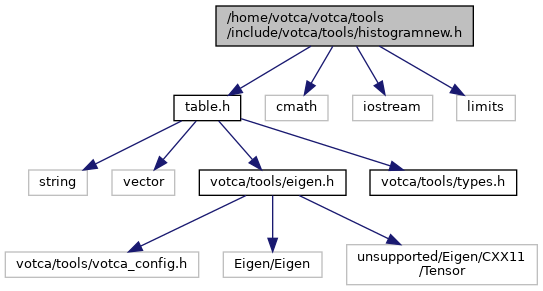 /home/votca/votca/tools
/include/votca/tools/histogramnew.h
table.h
cmath
iostream
limits
string
vector
votca/tools/eigen.h
votca/tools/types.h
votca/tools/votca_config.h
Eigen/Eigen
unsupported/Eigen/CXX11
/Tensor